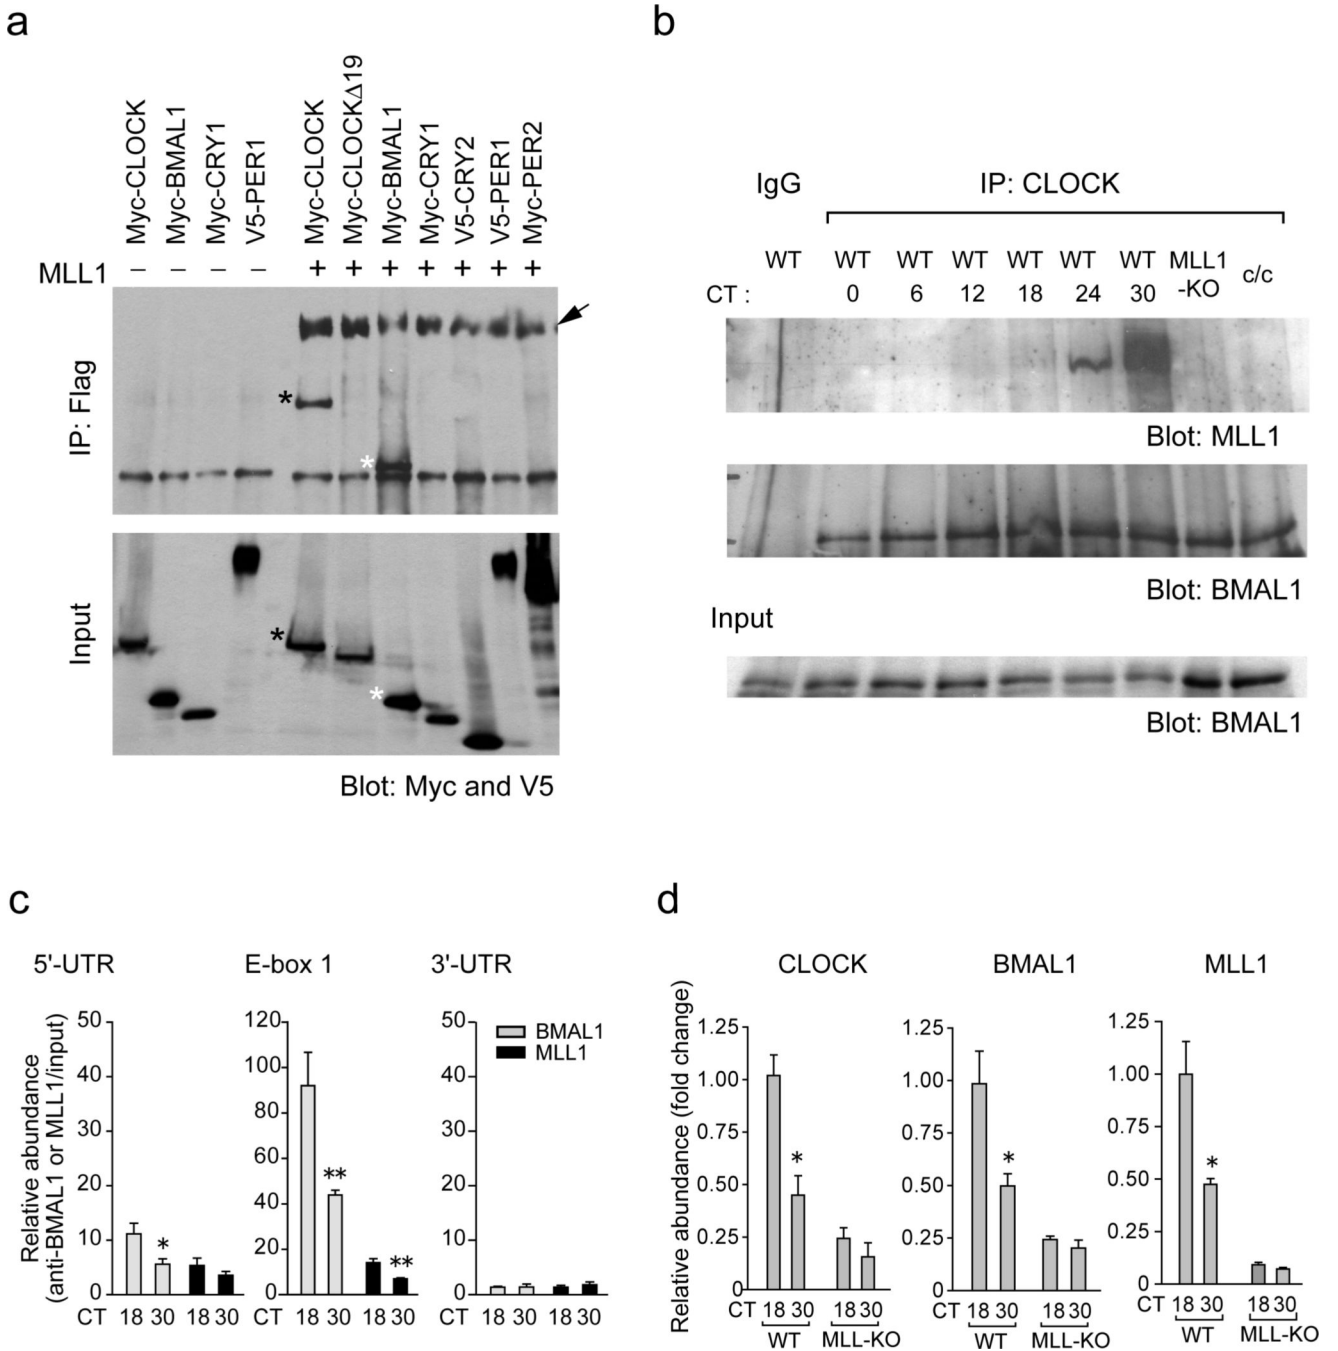 a
Myc-CLOCK
Myc-BMAL1
Myc-CRY1
V5-PER1
Myc-CLOCK
Myc-CLOCKΔ19
Myc-BMAL1
Myc-CRY1
V5-CRY2
V5-PER1
Myc-PER2
MLL1 – – – – + + + + + + +
IP: Flag
*
*
Input
*
*
Blot: Myc and V5
b
IgG IP: CLOCK
WT WT WT WT WT WT WT MLL1 -KO c/c
CT : 0 6 12 18 24 30
Blot: MLL1
Blot: BMAL1
Input
Blot: BMAL1
c
5'-UTR E-box 1 3'-UTR
Relative abundance
(anti-BMAL1 or MLL1/input)
50
40
30
20
10
0
*
CT 18 30 18 30
120
100
80
60
40
20
0
**
**
CT 18 30 18 30
50
40
30
20
10
0
BMAL1
MLL1
CT 18 30 18 30
d
CLOCK BMAL1 MLL1
Relative abundance (fold change)
1.25
1.00
0.75
0.50
0.25
0
*
CT 18 30 18 30
WT MLL-KO
1.25
1.00
0.75
0.50
0.25
0
*
CT 18 30 18 30
WT MLL-KO
1.25
1.00
0.75
0.50
0.25
0
*
CT 18 30 18 30
WT MLL-KO